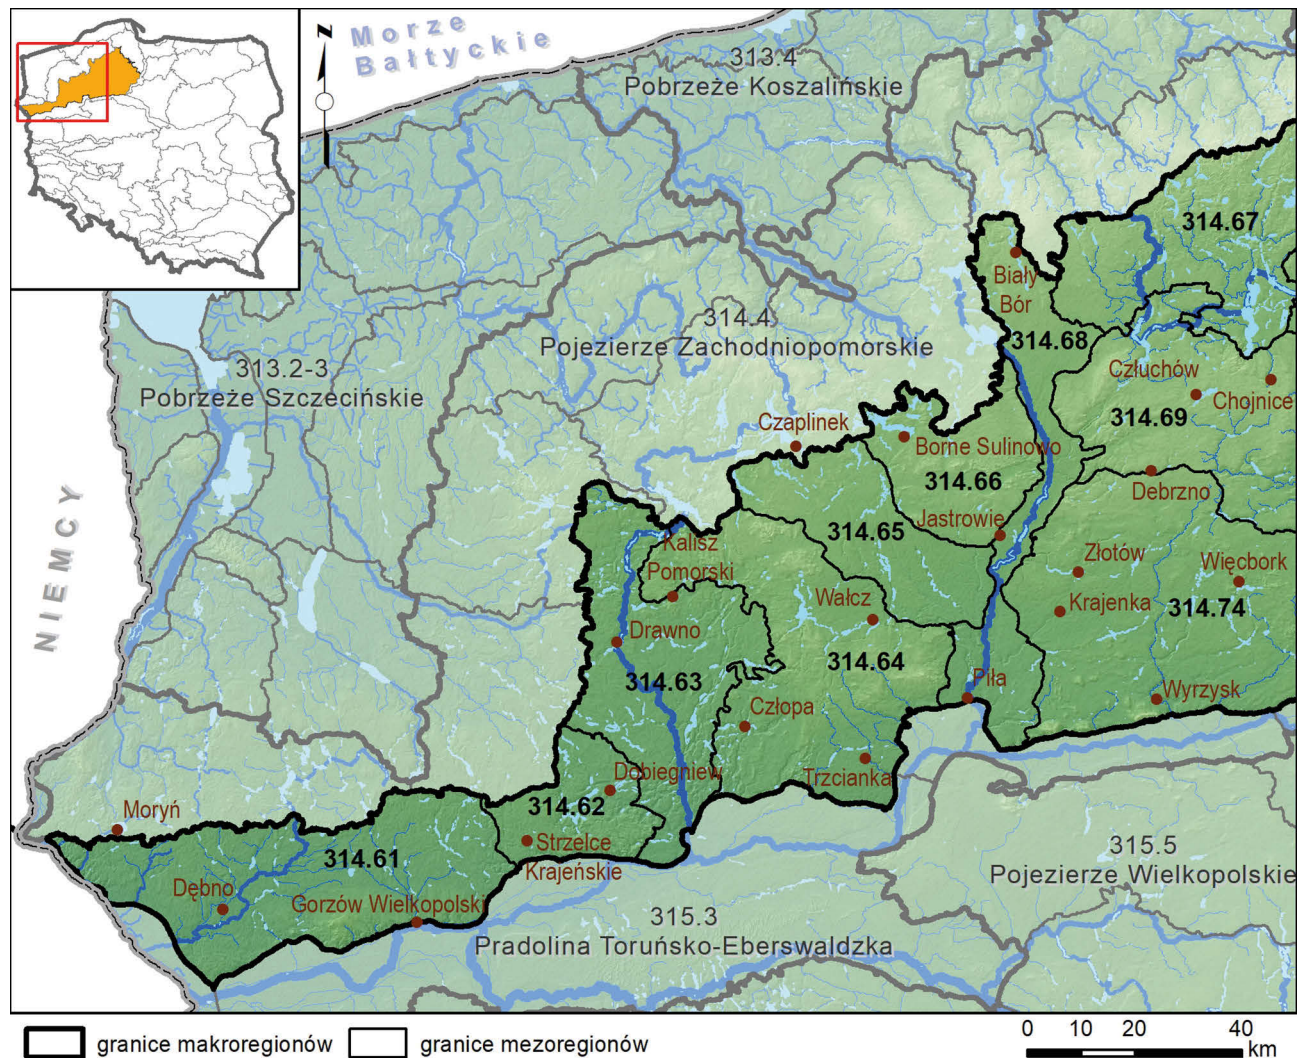 N
Morze
Bałtyckie
313.4
Pobrzeże Koszalińskie
314.67
Biały
Bór
314.4
Pojezierze Zachodniopomorskie
314.68
313.2-3
Pobrzeże Szczecińskie
Człuchów
Chojnice
314.69
Czaplinek
Borne Sulinowo
314.66
Debrzno
NIEMCY
Jastrowie
314.65
Kalisz
Pomorski
Złotów
Więcbork
Wałcz
Krajenka
314.74
Drawno
314.64
314.63
Piła
Wyrzysk
Człopa
Trzcianka
Dobiegniew
314.62
Moryń
Strzelce
Krajeńskie
314.61
315.5
Pojezierze Wielkopolskie
Dębno
Gorzów Wielkopolski
315.3
Pradolina Toruńsko-Eberswaldzka
granice makroregionów
granice mezoregionów
0 10 20 40
km